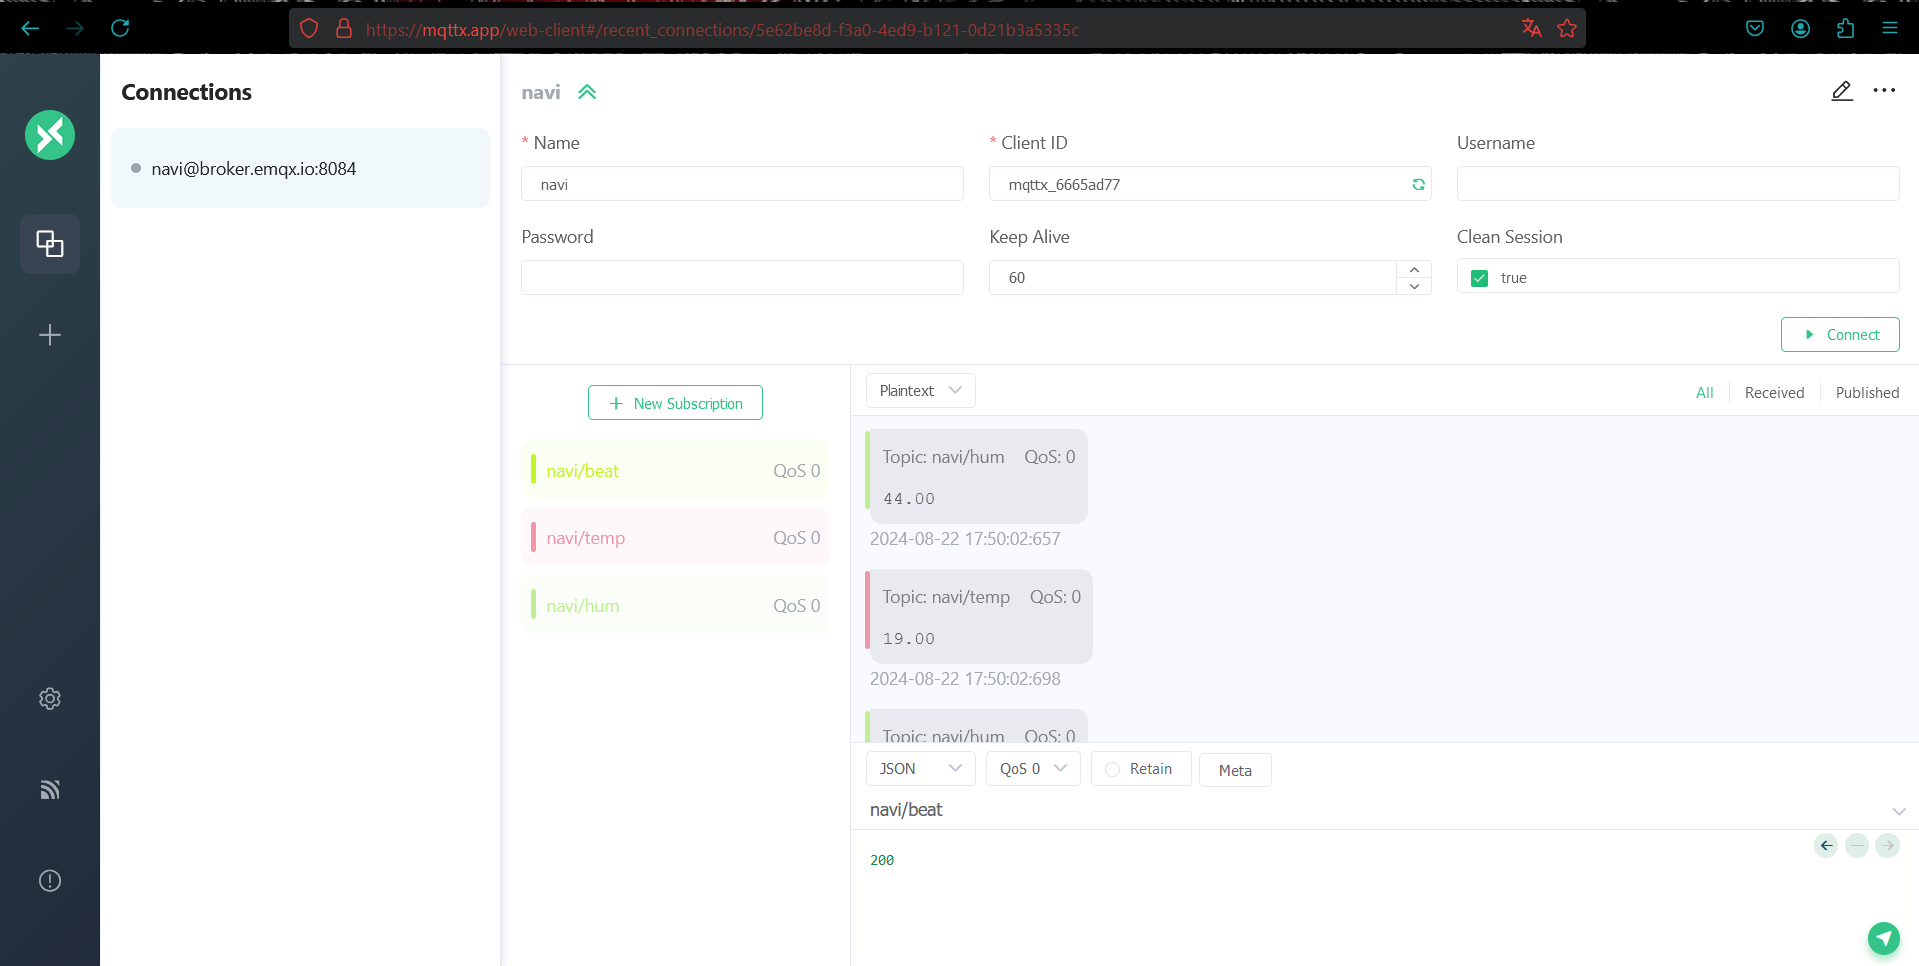 https://mqttx.app/web-client#/recent_connections/5e62be8d-f3a0-4ed9-b121-0d21b3a5335c
Connections
navi@broker.emqx.io:8084
navi
* Name
* Client ID
Username
navi
mqttx_6665ad77
Password
Keep Alive
Clean Session
60
true
Connect
New Subscription
navi/beat QoS 0
navi/temp QoS 0
navi/hum QoS 0
Plaintext
All
Received
Published
Topic: navi/hum QoS: 0
44.00
2024-08-22 17:50:02:657
Topic: navi/temp QoS: 0
19.00
2024-08-22 17:50:02:698
Topic: navi/hum QoS: 0
JSON
QoS 0
Retain
Meta
navi/beat
200